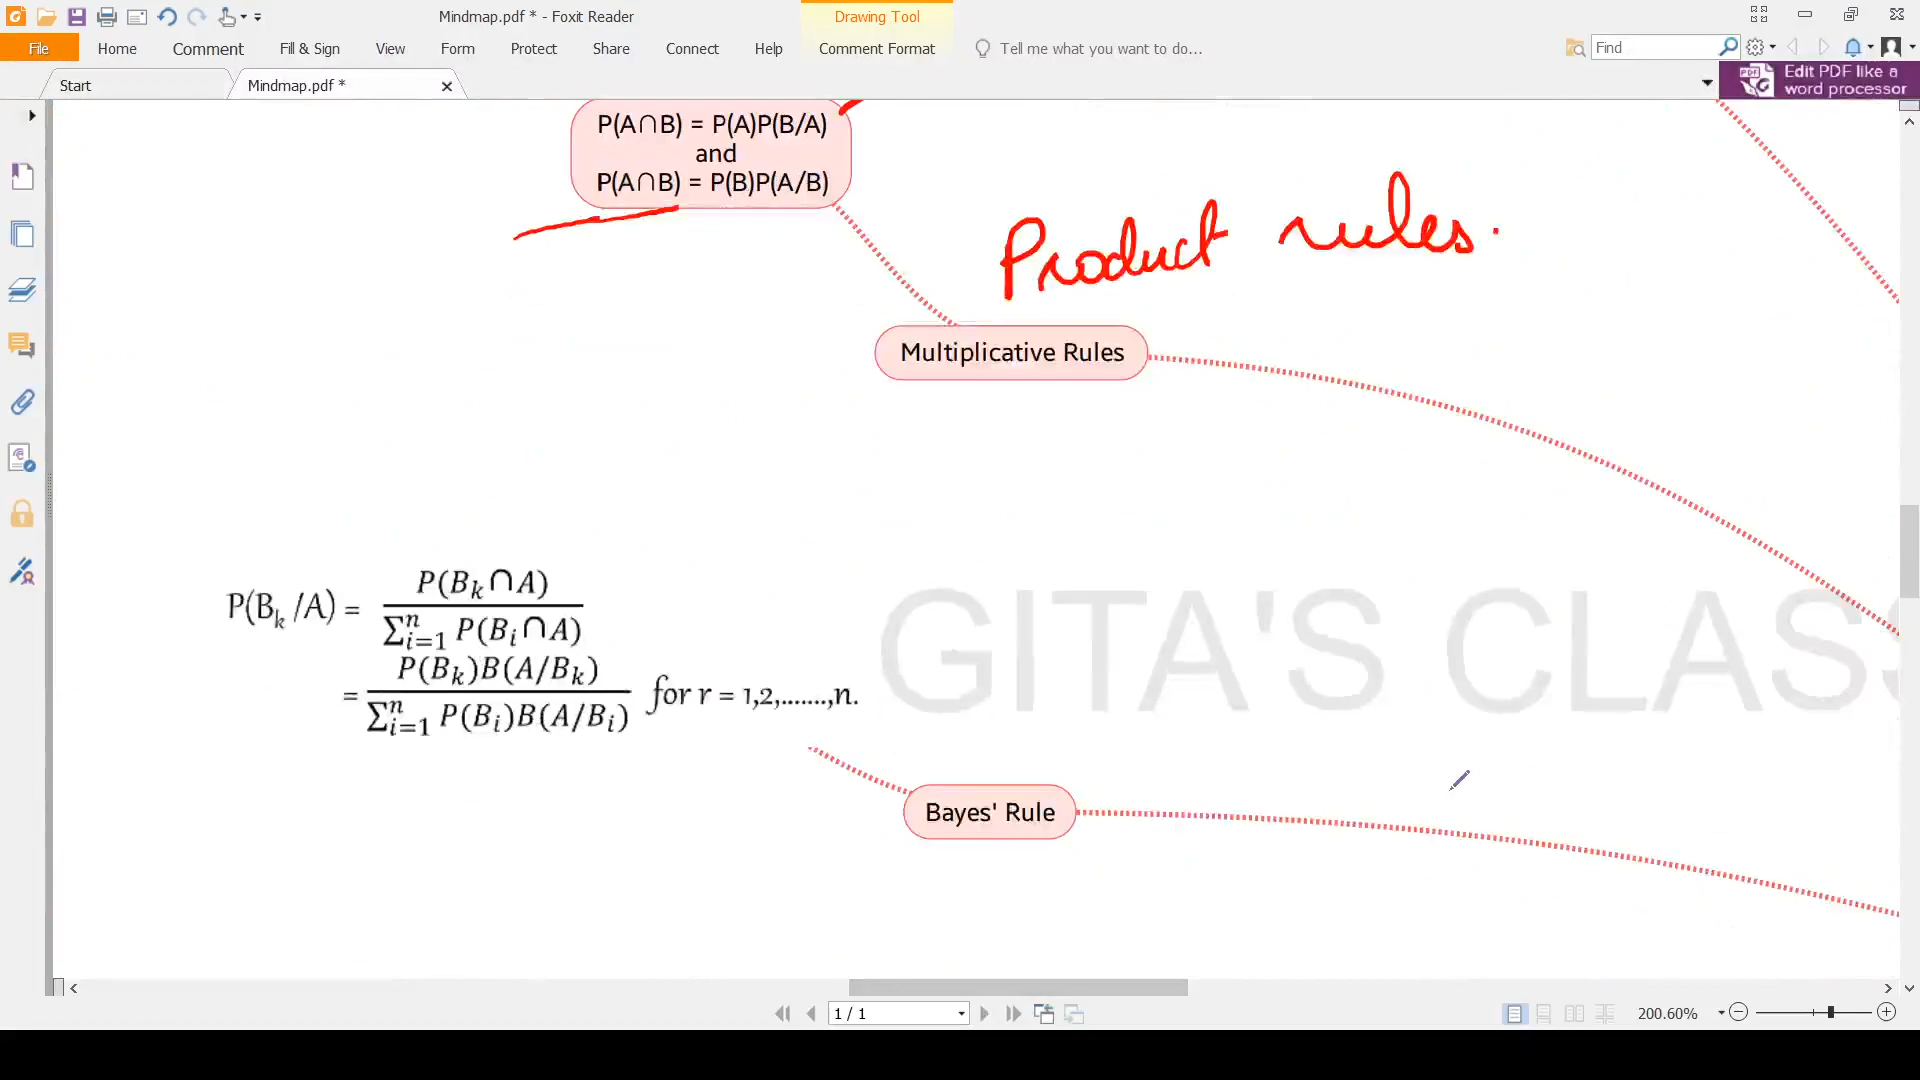 Mindmap.pdf * - Foxit Reader
Drawing Tool
File Home Comment Fill & Sign View Form Protect Share Connect Help Comment Format Tell me what you want to do... Find
Start Mindmap.pdf * Edit PDF like a
word processor
P(A∩B) = P(A)P(B/A)
and
P(A∩B) = P(B)P(A/B)
Product rules.
Multiplicative Rules
P(B_k /A) = P(B_k ∩ A) / ∑_{i=1}^{n} P(B_i ∩ A)
= P(B_k)B(A/B_k) / ∑_{i=1}^{n} P(B_i)B(A/B_i) for r = 1,2,.......,n.
GITA'S CLASS
Bayes' Rule
1 / 1 200.60%